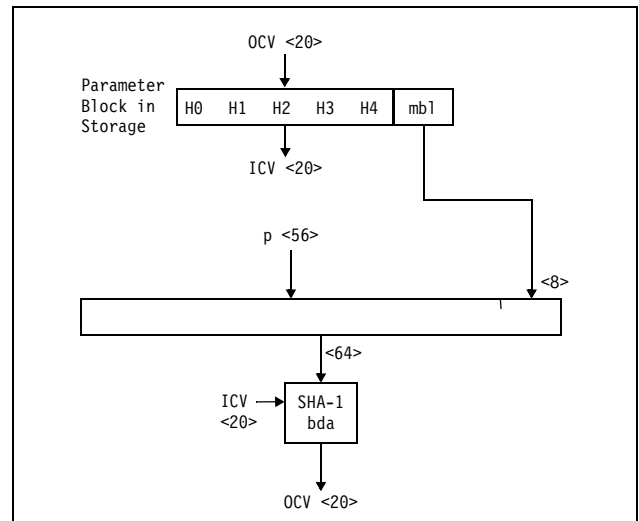 OCV <20>
Parameter
Block in
Storage
H0 H1 H2 H3 H4 mbl
ICV <20>
p <56>
<8>
<64>
ICV
<20>
SHA-1
bda
OCV <20>